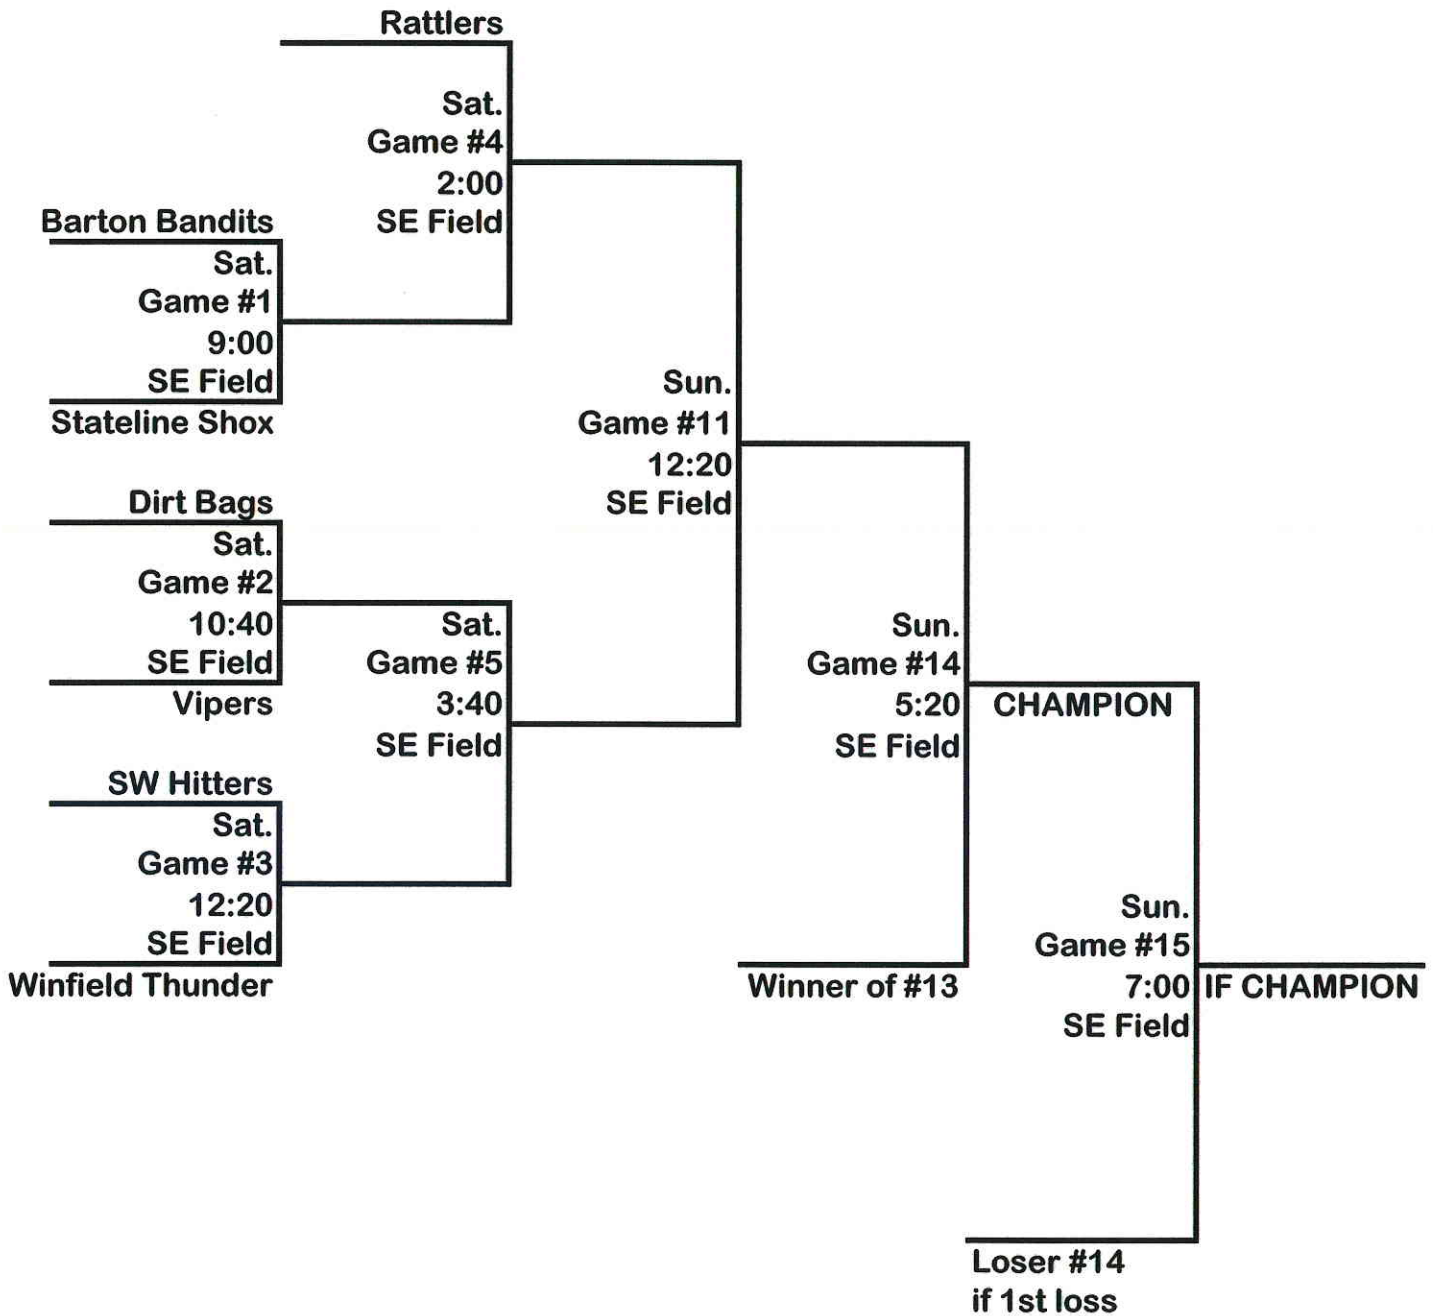 Rattlers
Sat.
Game #4
2:00
SE Field
Barton Bandits
Sat.
Game #1
9:00
SE Field
Stateline Shox
Sun.
Game #11
12:20
SE Field
Dirt Bags
Sat.
Game #2
10:40
SE Field
Vipers
Sat.
Game #5
3:40
SE Field
SW Hitters
Sat.
Game #3
12:20
SE Field
Winfield Thunder
Sun.
Game #14
5:20
SE Field
CHAMPION
Winner of #13
Sun.
Game #15
7:00
SE Field
IF CHAMPION
Loser #14
if 1st loss